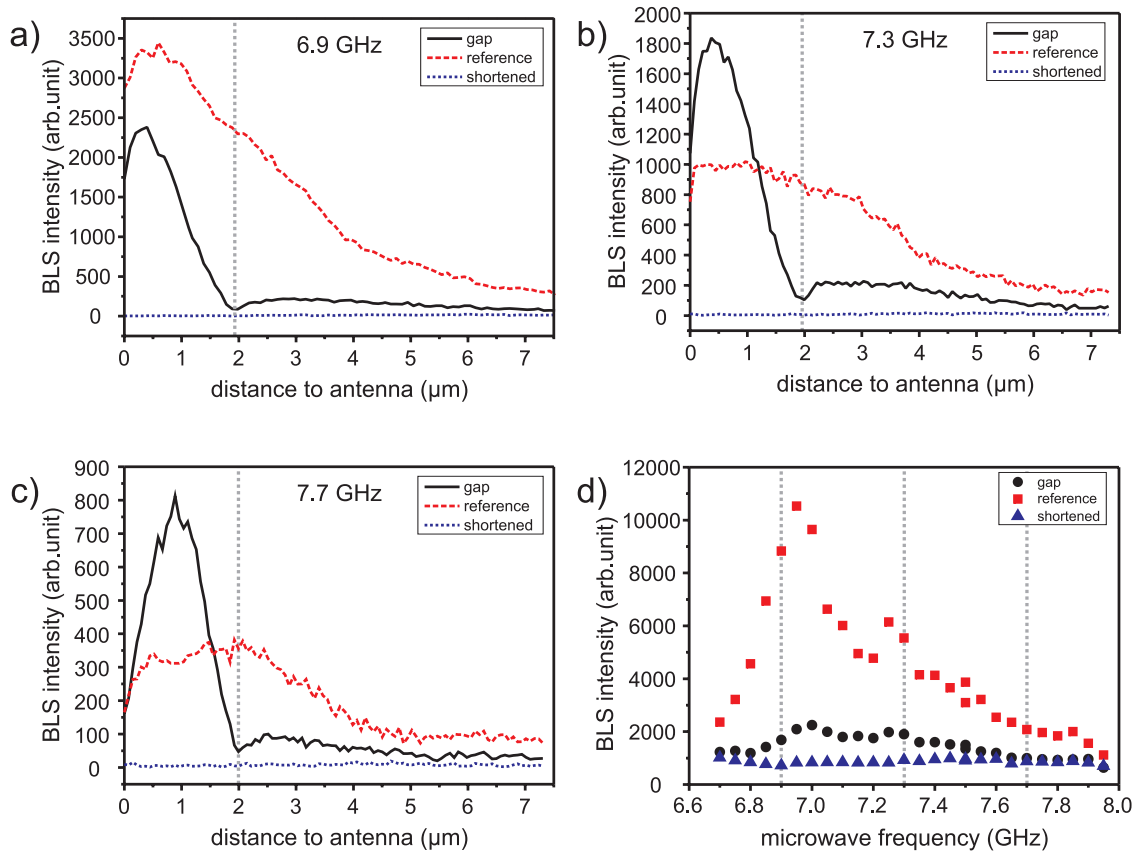 a)
6.9 GHz
gap
reference
shortened
BLS intensity (arb.unit)
3500
3000
2500
2000
1500
1000
500
0
0 1 2 3 4 5 6 7
distance to antenna (µm)
b)
7.3 GHz
gap
reference
shortened
BLS intensity (arb.unit)
2000
1800
1600
1400
1200
1000
800
600
400
200
0
0 1 2 3 4 5 6 7
distance to antenna (µm)
c)
7.7 GHz
gap
reference
shortened
BLS intensity (arb.unit)
900
800
700
600
500
400
300
200
100
0
0 1 2 3 4 5 6 7
distance to antenna (µm)
d)
gap
reference
shortened
BLS intensity (arb.unit)
12000
10000
8000
6000
4000
2000
0
6.6 6.8 7.0 7.2 7.4 7.6 7.8 8.0
microwave frequency (GHz)